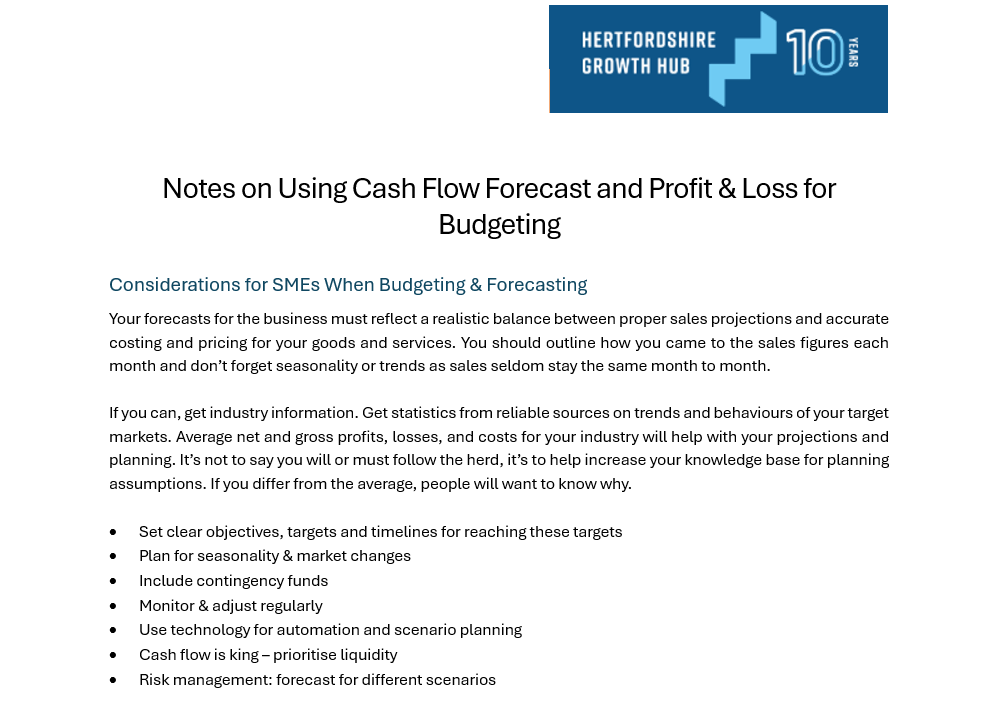 HERTFORDSHIRE
GROWTH HUB
10
YEARS
Notes on Using Cash Flow Forecast and Profit & Loss for
Budgeting
Considerations for SMEs When Budgeting & Forecasting
Your forecasts for the business must reflect a realistic balance between proper sales projections and accurate
costing and pricing for your goods and services. You should outline how you came to the sales figures each
month and don’t forget seasonality or trends as sales seldom stay the same month to month.
If you can, get industry information. Get statistics from reliable sources on trends and behaviours of your target
markets. Average net and gross profits, losses, and costs for your industry will help with your projections and
planning. It’s not to say you will or must follow the herd, it’s to help increase your knowledge base for planning
assumptions. If you differ from the average, people will want to know why.
• Set clear objectives, targets and timelines for reaching these targets
• Plan for seasonality & market changes
• Include contingency funds
• Monitor & adjust regularly
• Use technology for automation and scenario planning
• Cash flow is king – prioritise liquidity
• Risk management: forecast for different scenarios